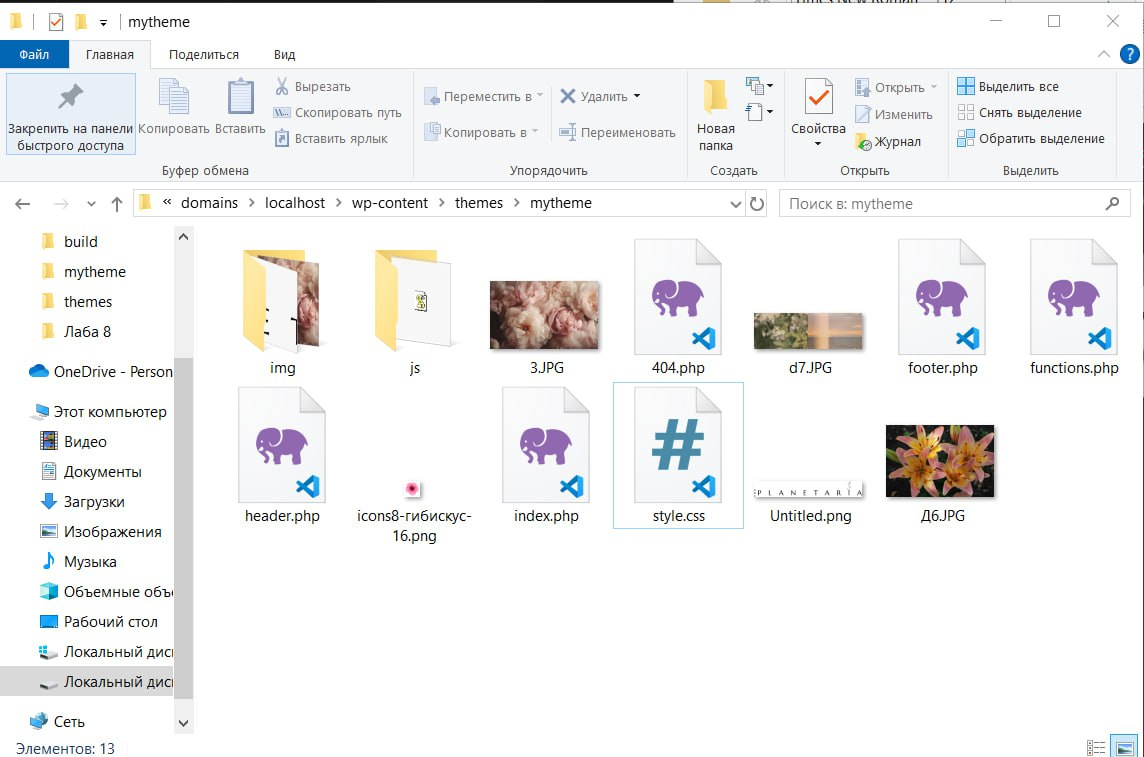 mytheme
Файл Главная Поделиться Вид
Закрепить на панели быстрого доступа
Копировать
Вставить
Вырезать
Скопировать путь
Вставить ярлык
Буфер обмена
Переместить в
Копировать в
Удалить
Переименовать
Упорядочить
Новая папка
Создать
Свойства
Открыть
Изменить
Журнал
Открыть
Выделить все
Снять выделение
Обратить выделение
Выделить
« domains > localhost > wp-content > themes > mytheme
Поиск в: mytheme
build
mytheme
themes
Лаба 8
OneDrive - Person
Этот компьютер
Видео
Документы
Загрузки
Изображения
Музыка
Объемные объ
Рабочий стол
Локальный дис
Локальный дис
Сеть
img
js
3.JPG
404.php
d7.JPG
footer.php
functions.php
header.php
icons8-гибискус-
16.png
index.php
style.css
PLANETARIA
Untitled.png
Д6.JPG
Элементов: 13